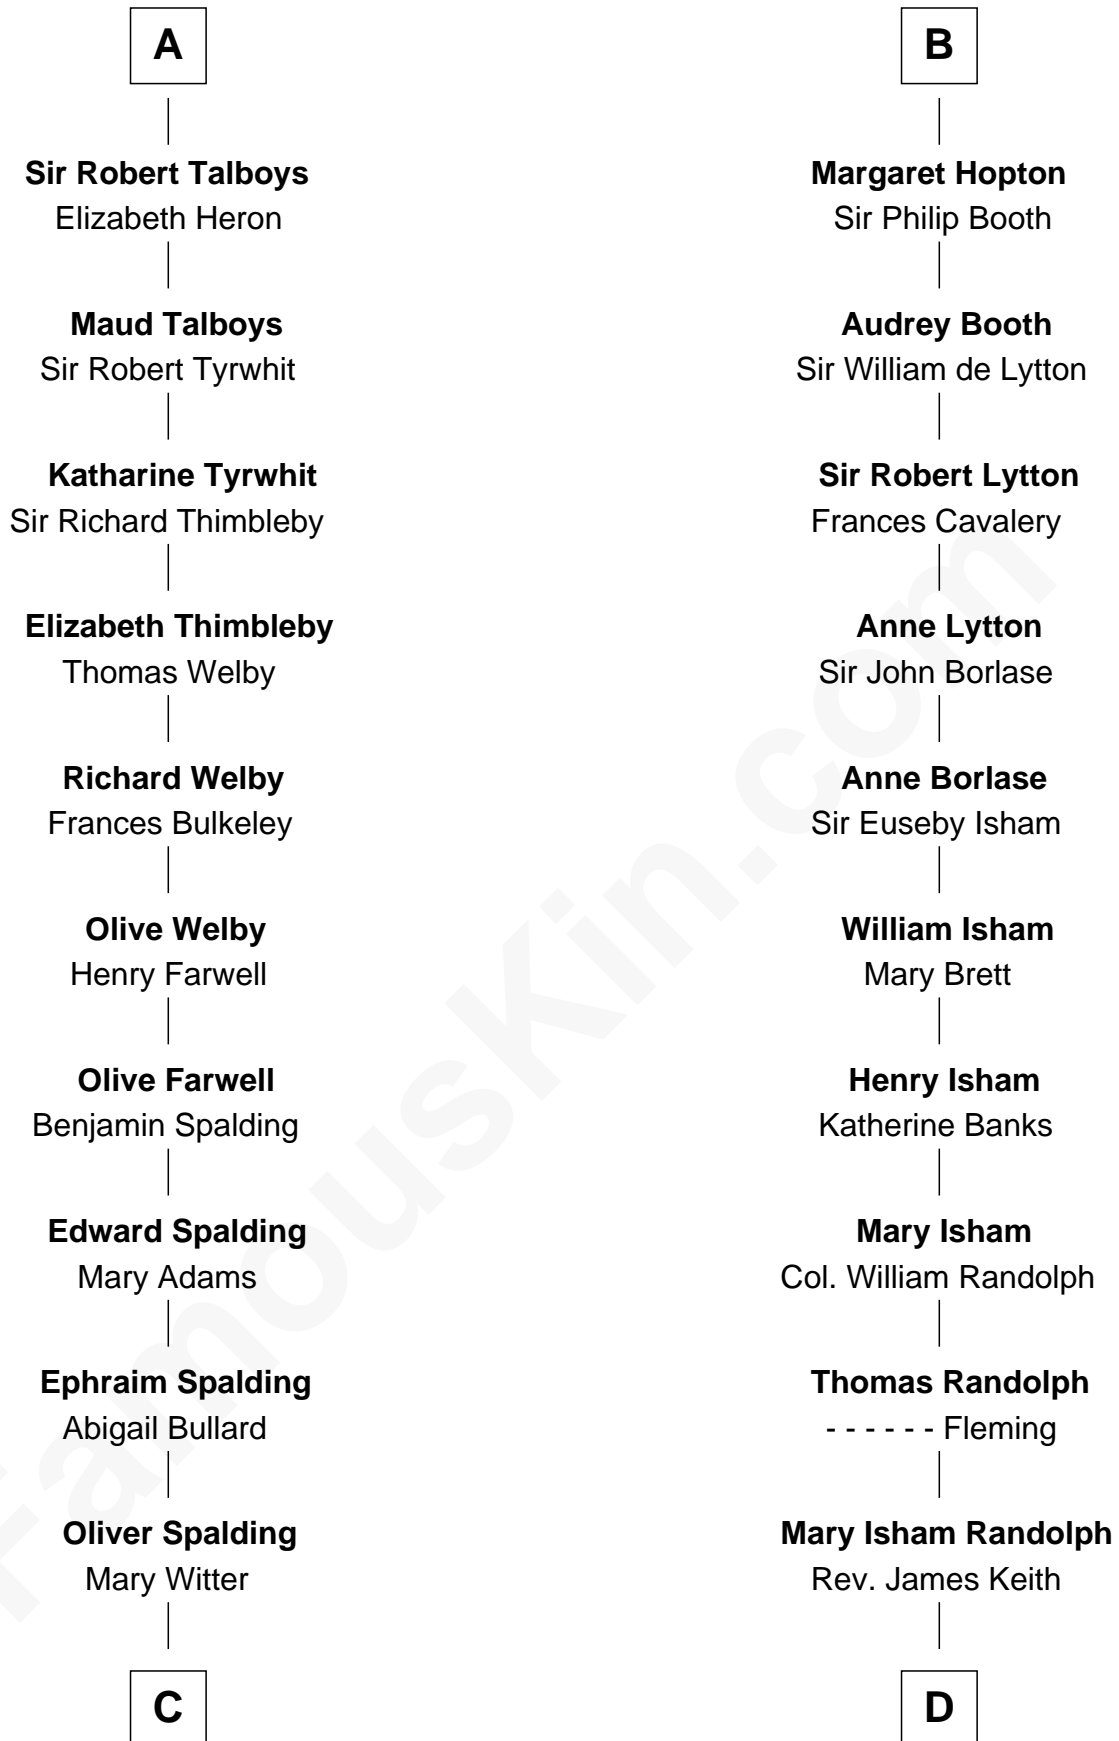 A
Sir Robert Talboys
Elizabeth Heron
Maud Talboys
Sir Robert Tyrwhit
Katharine Tyrwhit
Sir Richard Thimbleby
Elizabeth Thimbleby
Thomas Welby
Richard Welby
Frances Bulkeley
Olive Welby
Henry Farwell
Olive Farwell
Benjamin Spalding
Edward Spalding
Mary Adams
Ephraim Spalding
Abigail Bullard
Oliver Spalding
Mary Witter
C
B
Margaret Hopton
Sir Philip Booth
Audrey Booth
Sir William de Lytton
Sir Robert Lytton
Frances Cavalery
Anne Lytton
Sir John Borlase
Anne Borlase
Sir Euseby Isham
William Isham
Mary Brett
Henry Isham
Katherine Banks
Mary Isham
Col. William Randolph
Thomas Randolph
- - - - - - Fleming
Mary Isham Randolph
Rev. James Keith
D
FamousKin.com